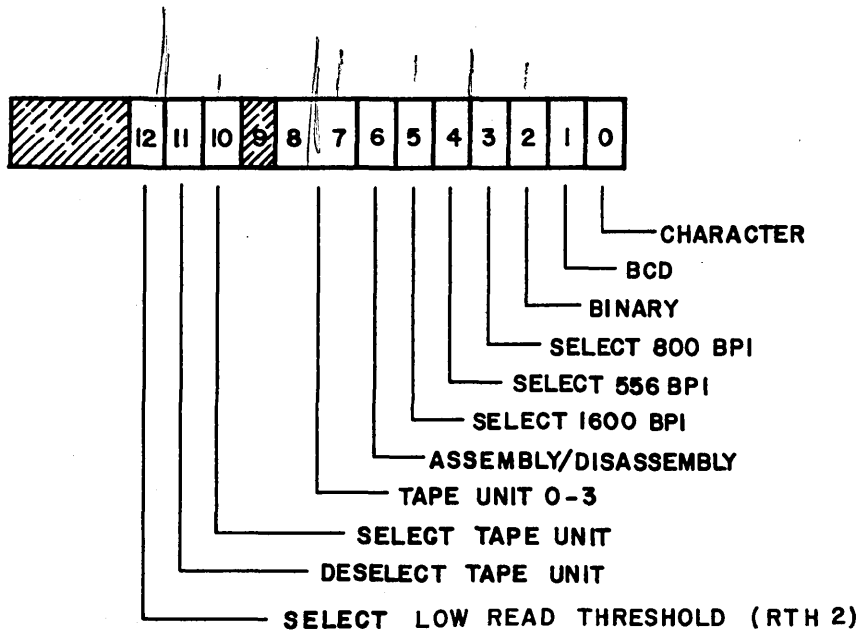 12 11 10 9 8 7 6 5 4 3 2 1 0
CHARACTER
BCD
BINARY
SELECT 800 BPI
SELECT 556 BPI
SELECT 1600 BPI
ASSEMBLY/DISASSEMBLY
TAPE UNIT 0-3
SELECT TAPE UNIT
DESELECT TAPE UNIT
SELECT LOW READ THRESHOLD (RTH 2)